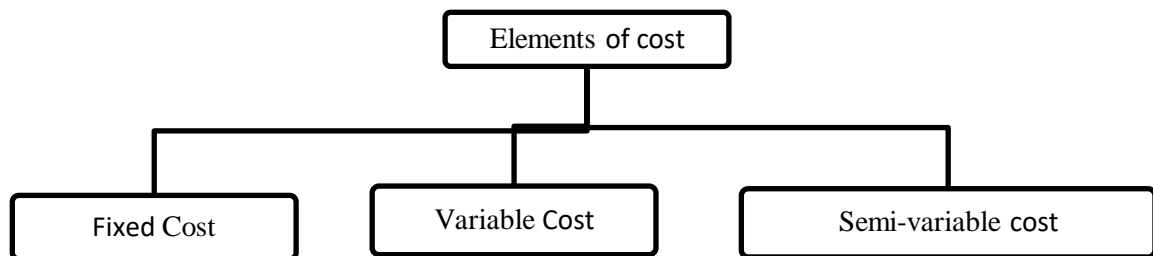 Elements of cost
Fixed Cost
Variable Cost
Semi-variable cost